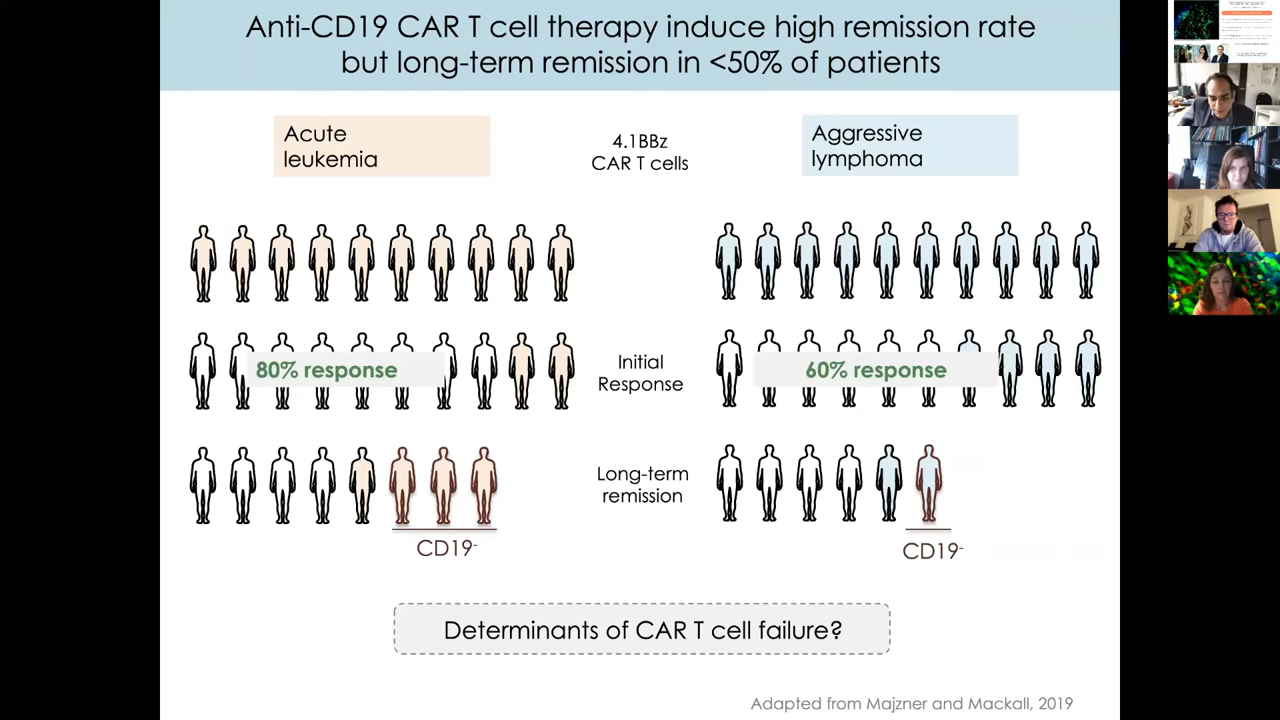 Anti-CD19 CAR T cell therapy induce high remission rate
but long-term remission in <50% of patients
Acute
leukemia
4.1BBz
CAR T cells
Aggressive
lymphoma
80% response
Initial
Response
60% response
Long-term
remission
CD19-
CD19-
Determinants of CAR T cell failure?
Adapted from Majzner and Mackall, 2019